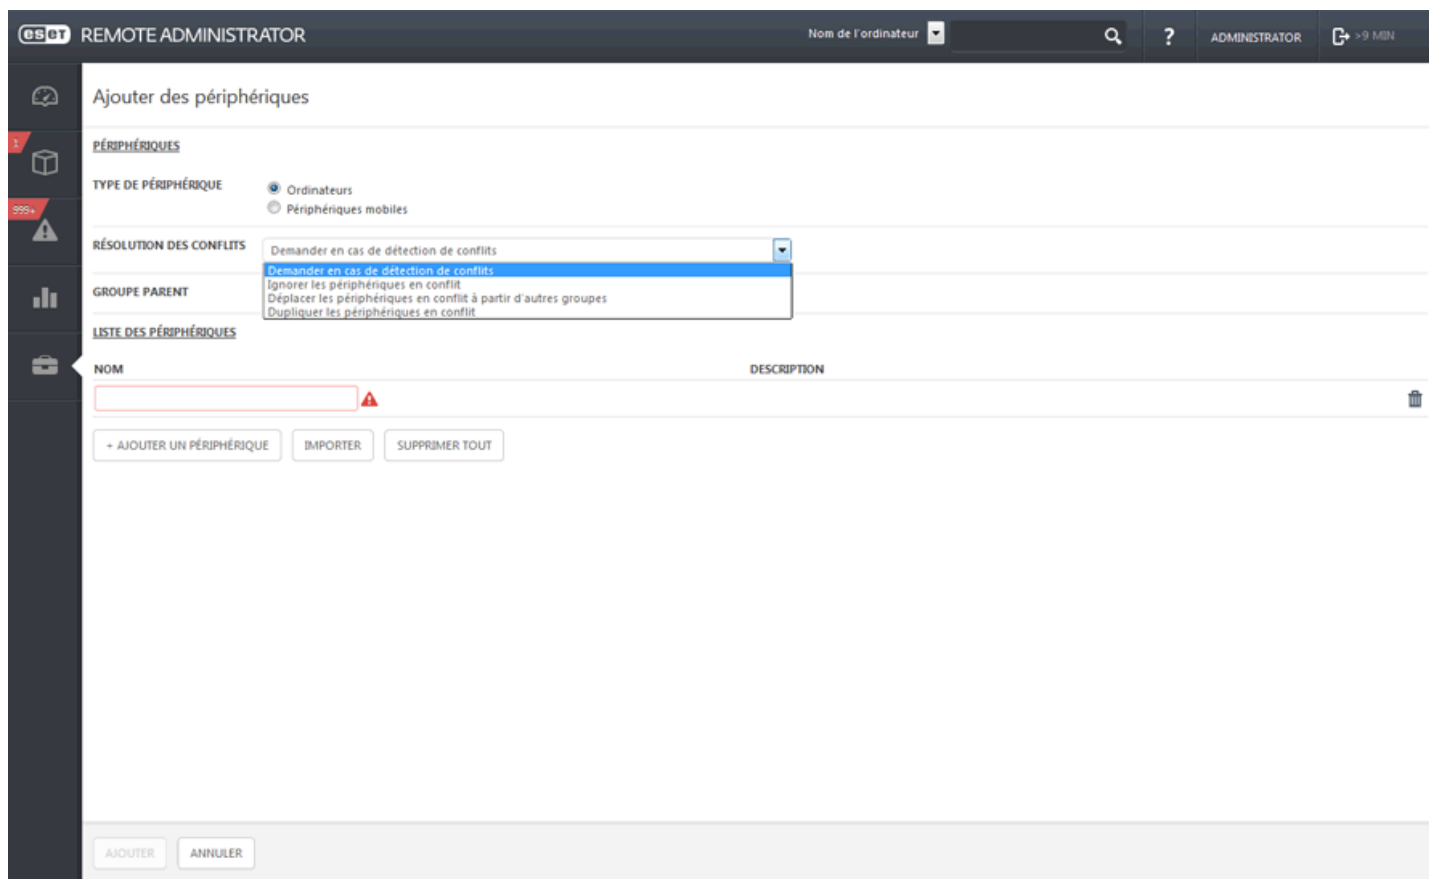 eset REMOTE ADMINISTRATOR
Nom de l'ordinateur
?
ADMINISTRATOR
>9 MIN
Ajouter des périphériques
1
PÉRIPHÉRIQUES
TYPE DE PÉRIPHÉRIQUE
Ordinateurs
Périphériques mobiles
999+
RÉSOLUTION DES CONFLITS
Demander en cas de détection de conflits
Demander en cas de détection de conflits
Ignorer les périphériques en conflit
Déplacer les périphériques en conflit à partir d'autres groupes
Dupliquer les périphériques en conflit
GROUPE PARENT
LISTE DES PÉRIPHÉRIQUES
NOM DESCRIPTION
+ AJOUTER UN PÉRIPHÉRIQUE IMPORTER SUPPRIMER TOUT
AJOUTER ANNULER